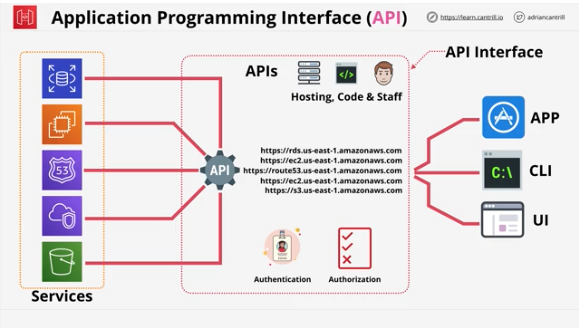 Application Programming Interface (API)
https://learn.cantrill.io
adriancantrill
APIs
Hosting, Code & Staff
API Interface
https://rds.us-east-1.amazonaws.com
https://ec2.us-east-1.amazonaws.com
https://route53.us-east-1.amazonaws.com
https://ec2.us-east-1.amazonaws.com
https://s3.us-east-1.amazonaws.com
API
53
APP
C:\
CLI
UI
Authentication
Authorization
Services